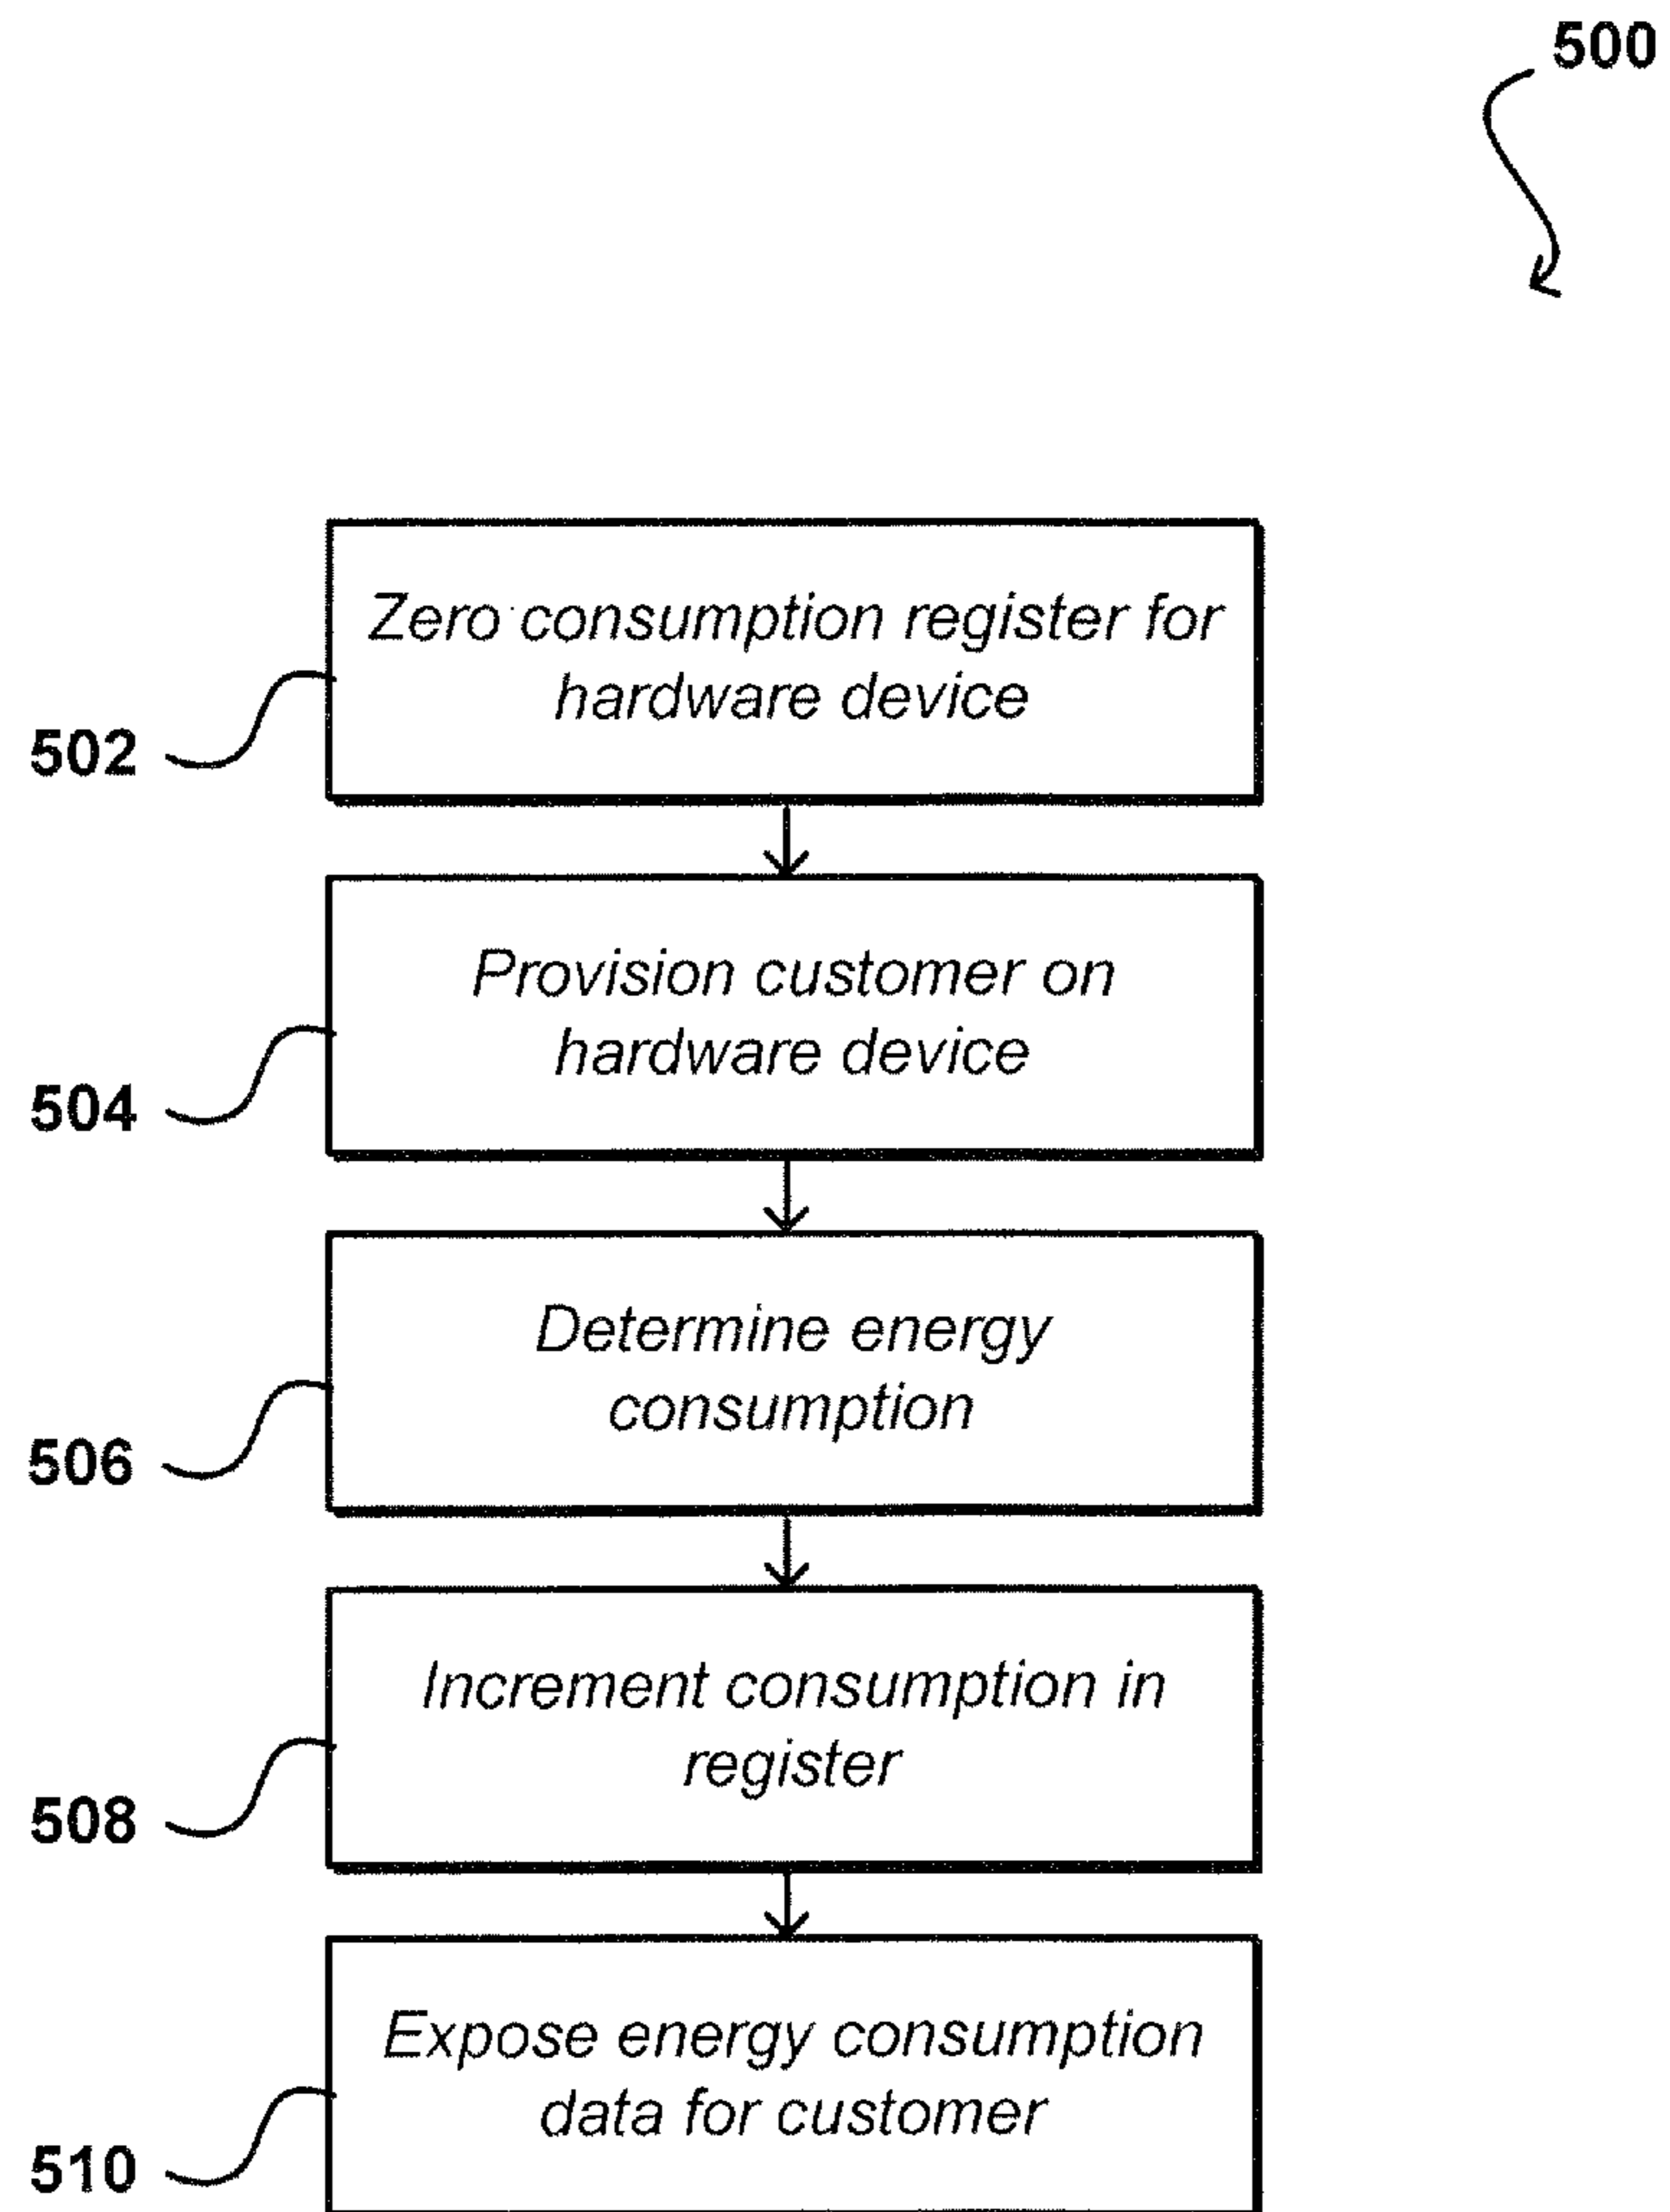 500
Zero consumption register for
hardware device
502
Provision customer on
hardware device
504
Determine energy
consumption
506
Increment consumption in
register
508
Expose energy consumption
data for customer
510